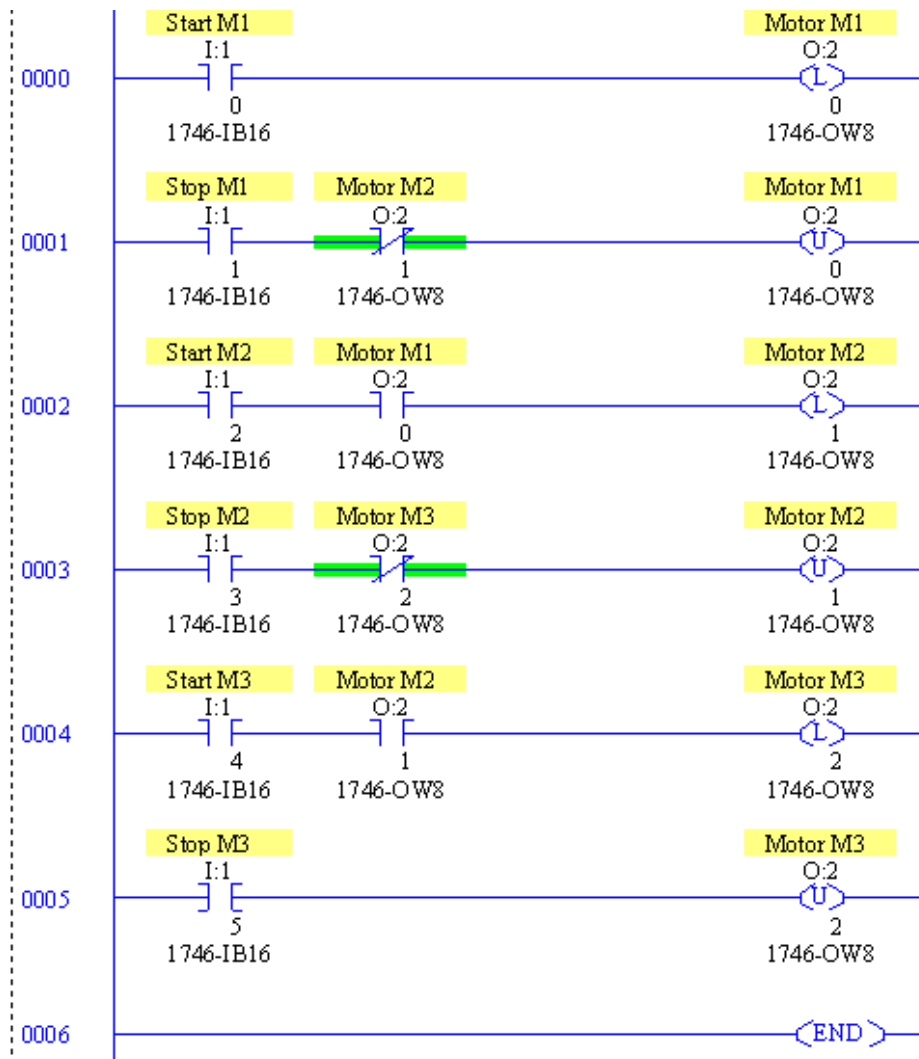 Start M1 Motor M1
I:1 O:2
0000 (L)
0 0
1746-IB16 1746-OW8
Stop M1 Motor M2 Motor M1
I:1 O:2 O:2
0001 (U)
1 1 0
1746-IB16 1746-OW8 1746-OW8
Start M2 Motor M1 Motor M2
I:1 O:2 O:2
0002 (L)
2 0 1
1746-IB16 1746-OW8 1746-OW8
Stop M2 Motor M3 Motor M2
I:1 O:2 O:2
0003 (U)
3 2 1
1746-IB16 1746-OW8 1746-OW8
Start M3 Motor M2 Motor M3
I:1 O:2 O:2
0004 (L)
4 1 2
1746-IB16 1746-OW8 1746-OW8
Stop M3 Motor M3
I:1 O:2
0005 (U)
5 2
1746-IB16 1746-OW8
0006 (END)